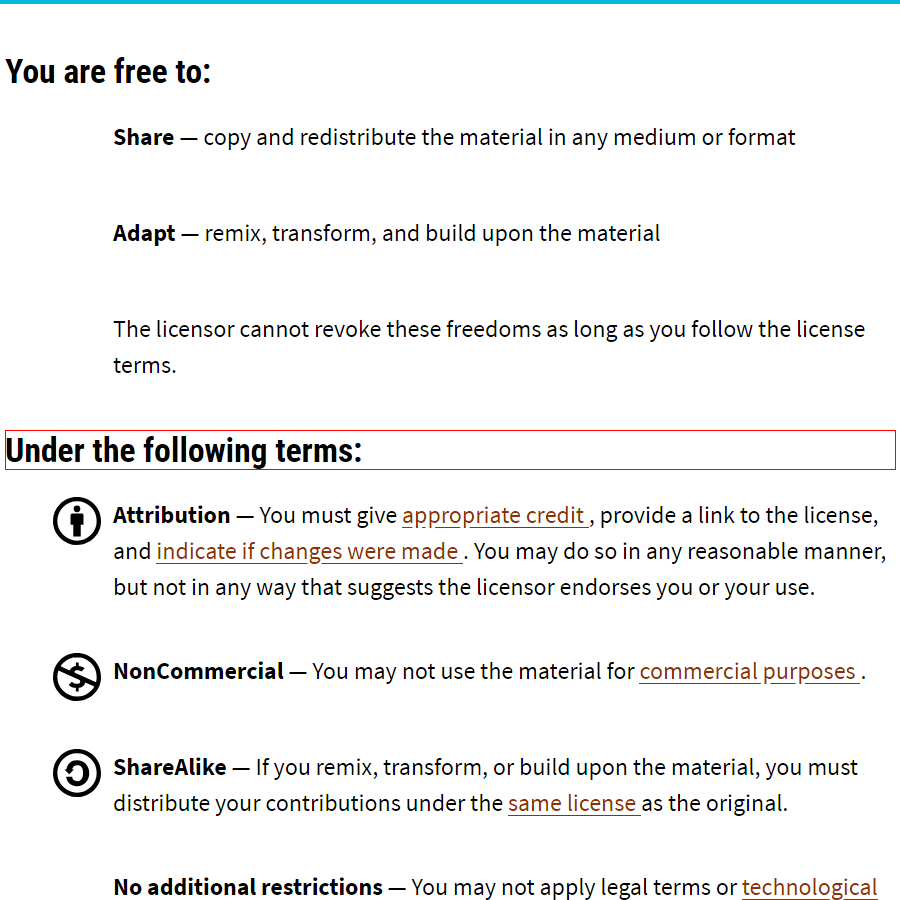 You are free to:
Share — copy and redistribute the material in any medium or format
Adapt — remix, transform, and build upon the material
The licensor cannot revoke these freedoms as long as you follow the license
terms.
Under the following terms:
Attribution — You must give appropriate credit , provide a link to the license,
and indicate if changes were made . You may do so in any reasonable manner,
but not in any way that suggests the licensor endorses you or your use.
NonCommercial — You may not use the material for commercial purposes .
ShareAlike — If you remix, transform, or build upon the material, you must
distribute your contributions under the same license as the original.
No additional restrictions — You may not apply legal terms or technological